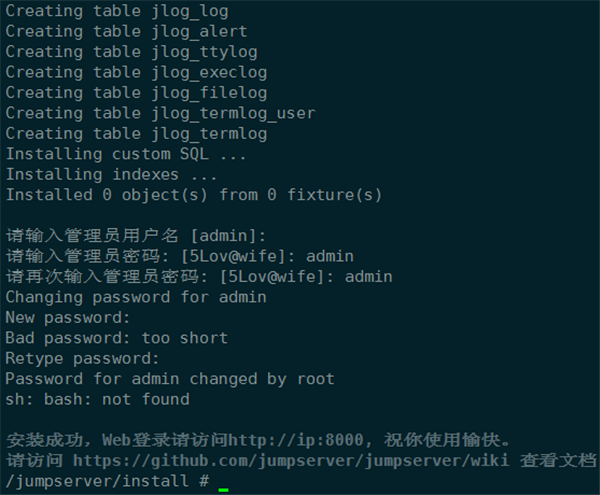 Creating table jlog_log
Creating table jlog_alert
Creating table jlog_ttylog
Creating table jlog_execlog
Creating table jlog_filelog
Creating table jlog_termlog_user
Creating table jlog_termlog
Installing custom SQL ...
Installing indexes ...
Installed 0 object(s) from 0 fixture(s)
请输入管理员用户名 [admin]:
请输入管理员密码: [5Lov@wife]: admin
请再次输入管理员密码: [5Lov@wife]: admin
Changing password for admin
New password:
Bad password: too short
Retype password:
Password for admin changed by root
sh: bash: not found
安装成功，Web登录请访问http://ip:8000, 祝你使用愉快。
请访问 https://github.com/jumpserver/jumpserver/wiki 查看文档
/jumpserver/install #